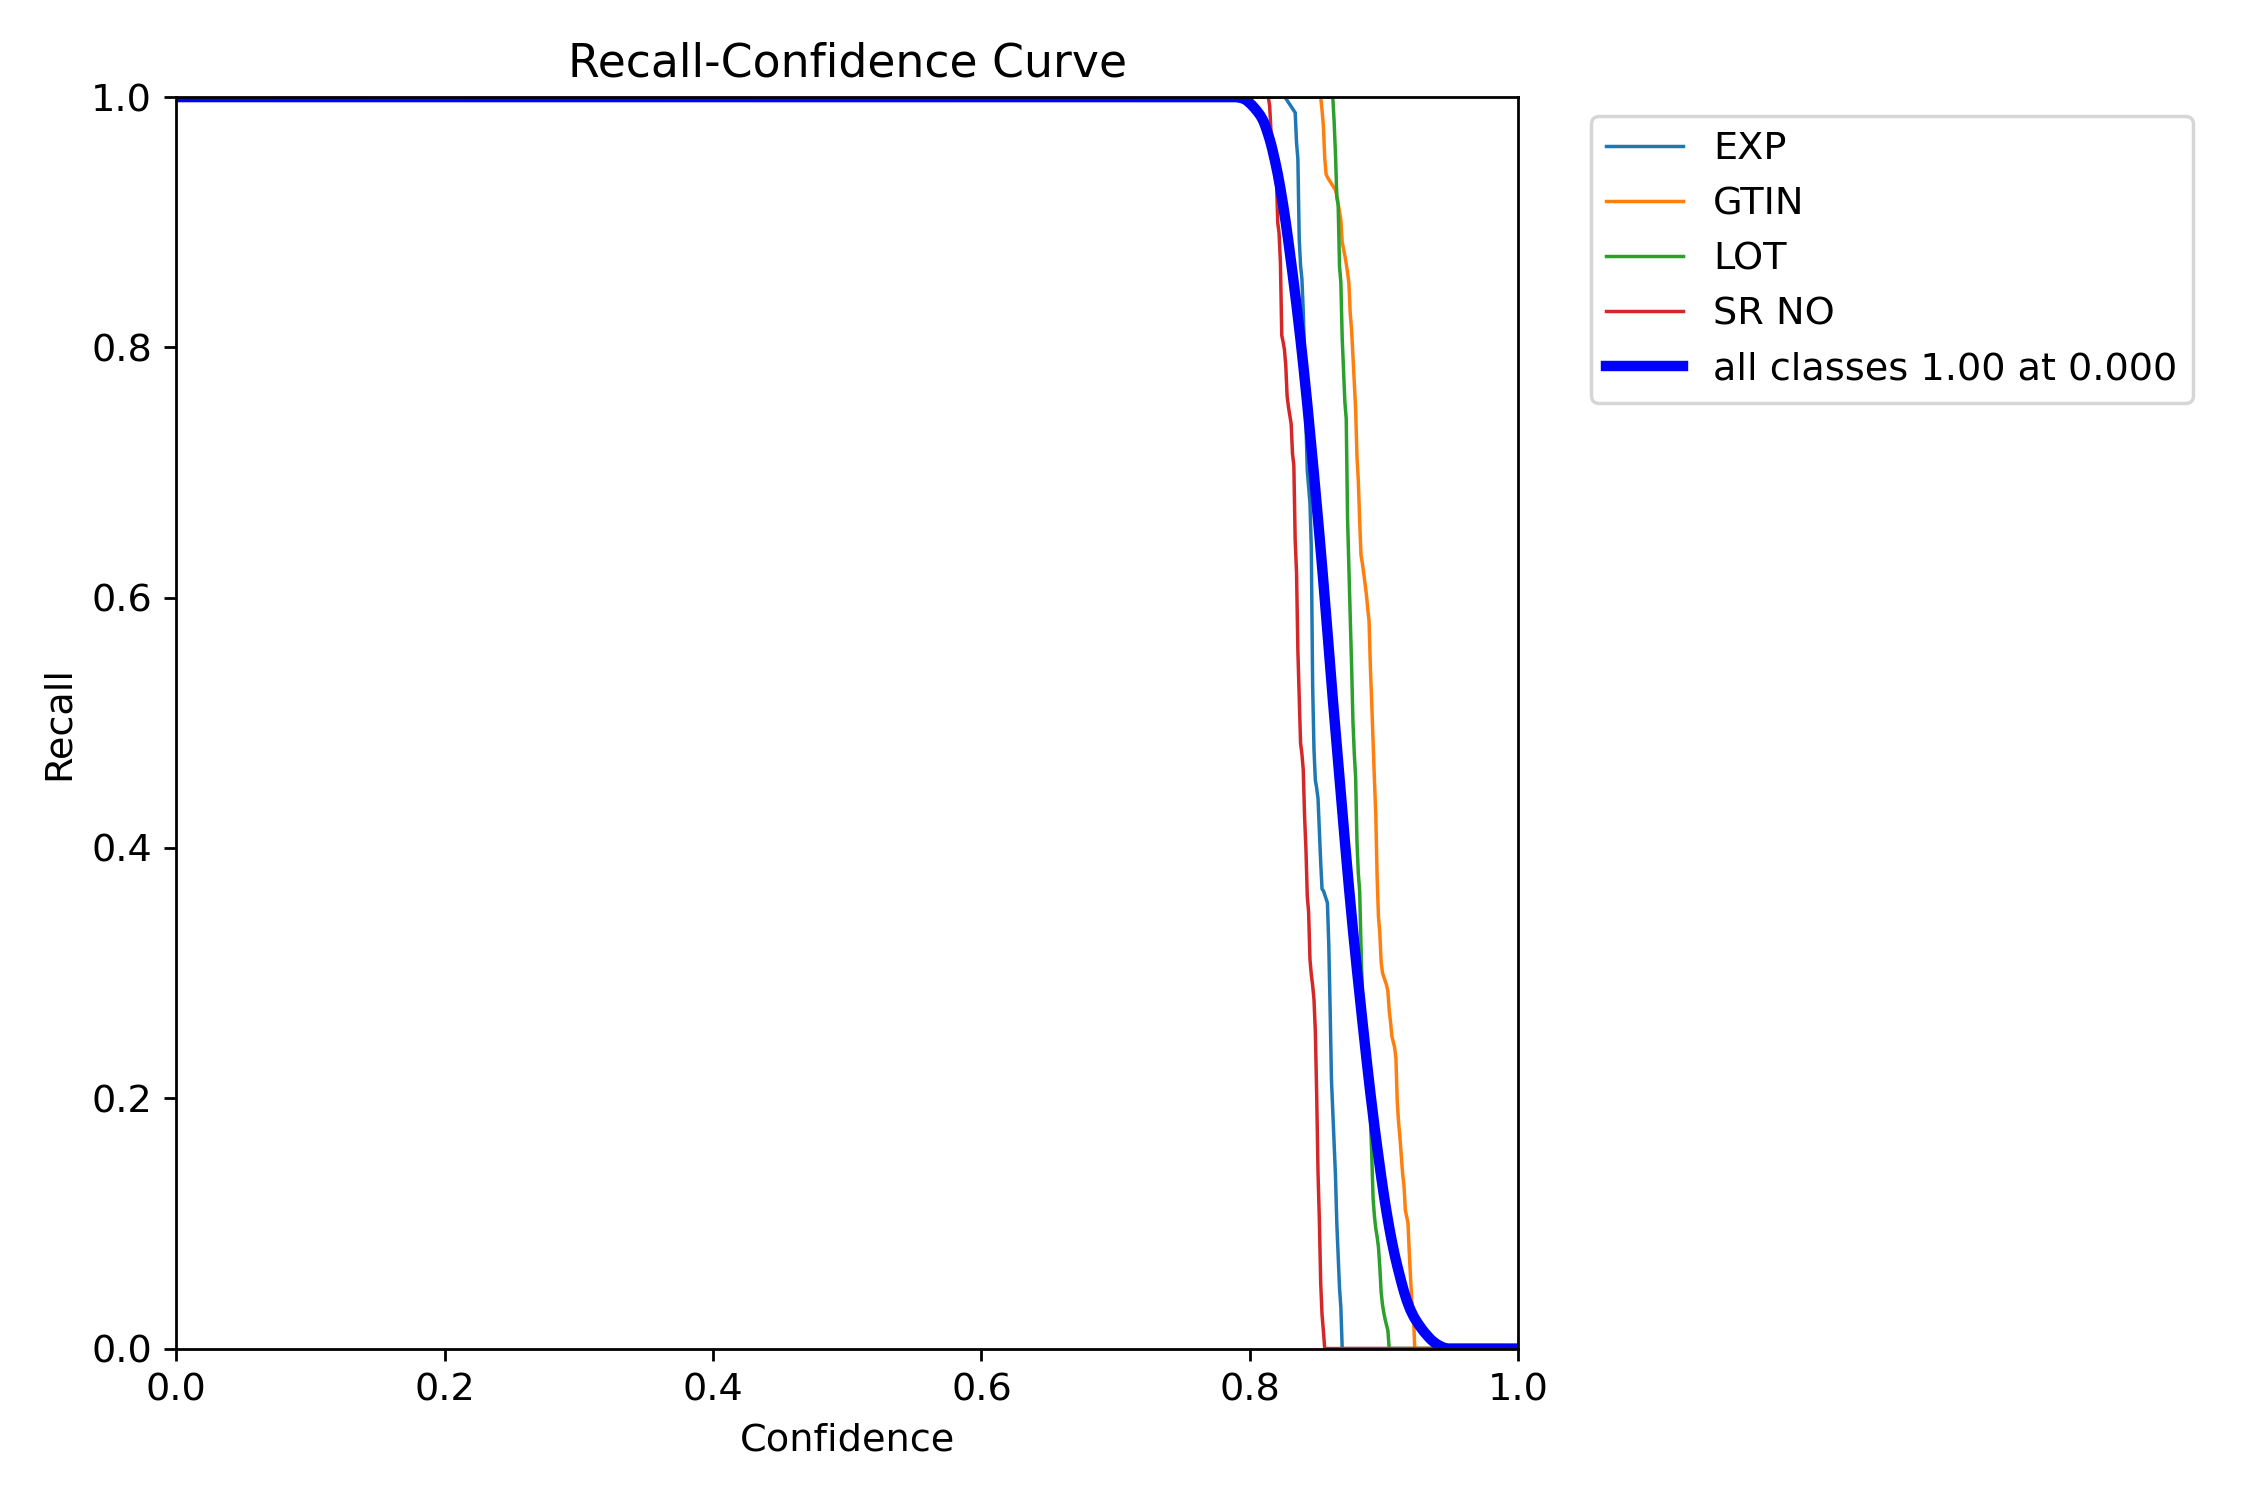 Recall-Confidence Curve
1.0
0.8
0.6
0.4
0.2
0.0
Recall
0.0 0.2 0.4 0.6 0.8 1.0
Confidence
EXP
GTIN
LOT
SR NO
all classes 1.00 at 0.000